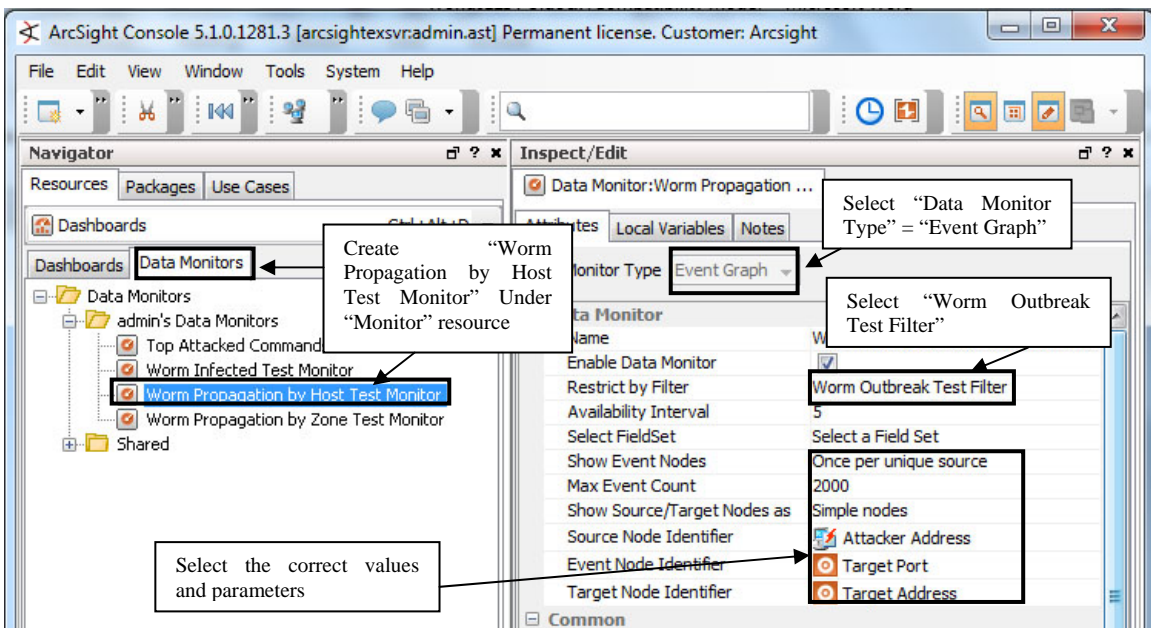 ArcSight Console 5.1.0.1281.3 [arcsightexsvr:admin.ast] Permanent license. Customer: Arcsight
File Edit View Window Tools System Help
Navigator
Resources Packages Use Cases
Dashboards
Dashboards Data Monitors
Data Monitors
admin's Data Monitors
Top Attacked Command
Worm Infected Test Monitor
Worm Propagation by Host Test Monitor
Worm Propagation by Zone Test Monitor
Shared
Create "Worm
Propagation by Host
Test Monitor" Under
"Monitor" resource
Select the correct values
and parameters
Inspect/Edit
Data Monitor:Worm Propagation ...
Local Variables Notes
Select "Data Monitor
Type" = "Event Graph"
Monitor Type Event Graph
Select "Worm Outbreak
Test Filter"
Monitor
Name W
Enable Data Monitor
Restrict by Filter Worm Outbreak Test Filter
Availability Interval 5
Select FieldSet Select a Field Set
Show Event Nodes Once per unique source
Max Event Count 2000
Show Source/Target Nodes as Simple nodes
Source Node Identifier Attacker Address
Event Node Identifier Target Port
Target Node Identifier Target Address
Common